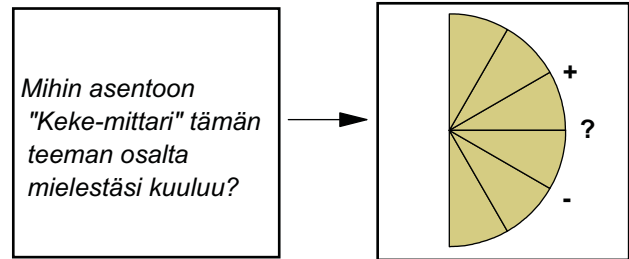 Mihin asentoon
"Keke-mittari" tämän
teeman osalta
mielestäsi kuuluu?
+
?
-